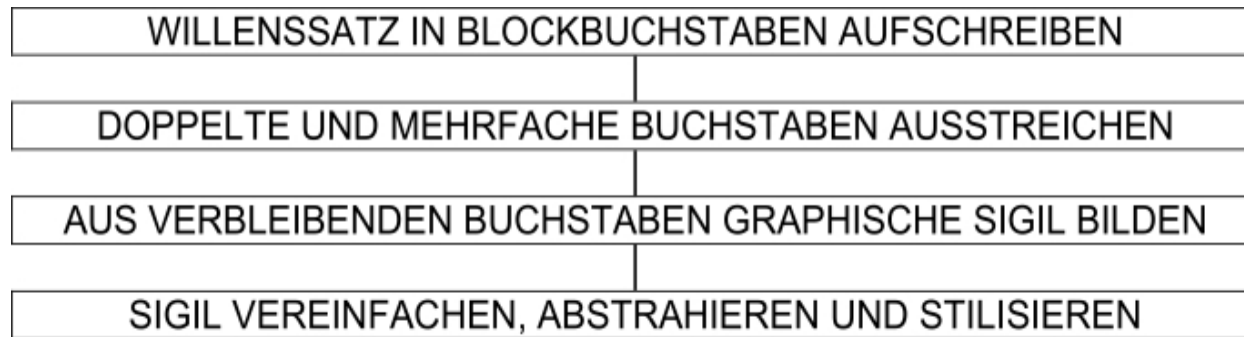 WILLENSSATZ IN BLOCKBUCHSTABEN AUFSCHREIBEN
DOPPELTE UND MEHRFACHE BUCHSTABEN AUSSTREICHEN
AUS VERBLEIBENDEN BUCHSTABEN GRAPHISCHE SIGIL BILDEN
SIGIL VEREINFACHEN, ABSTRAHIEREN UND STILISIEREN